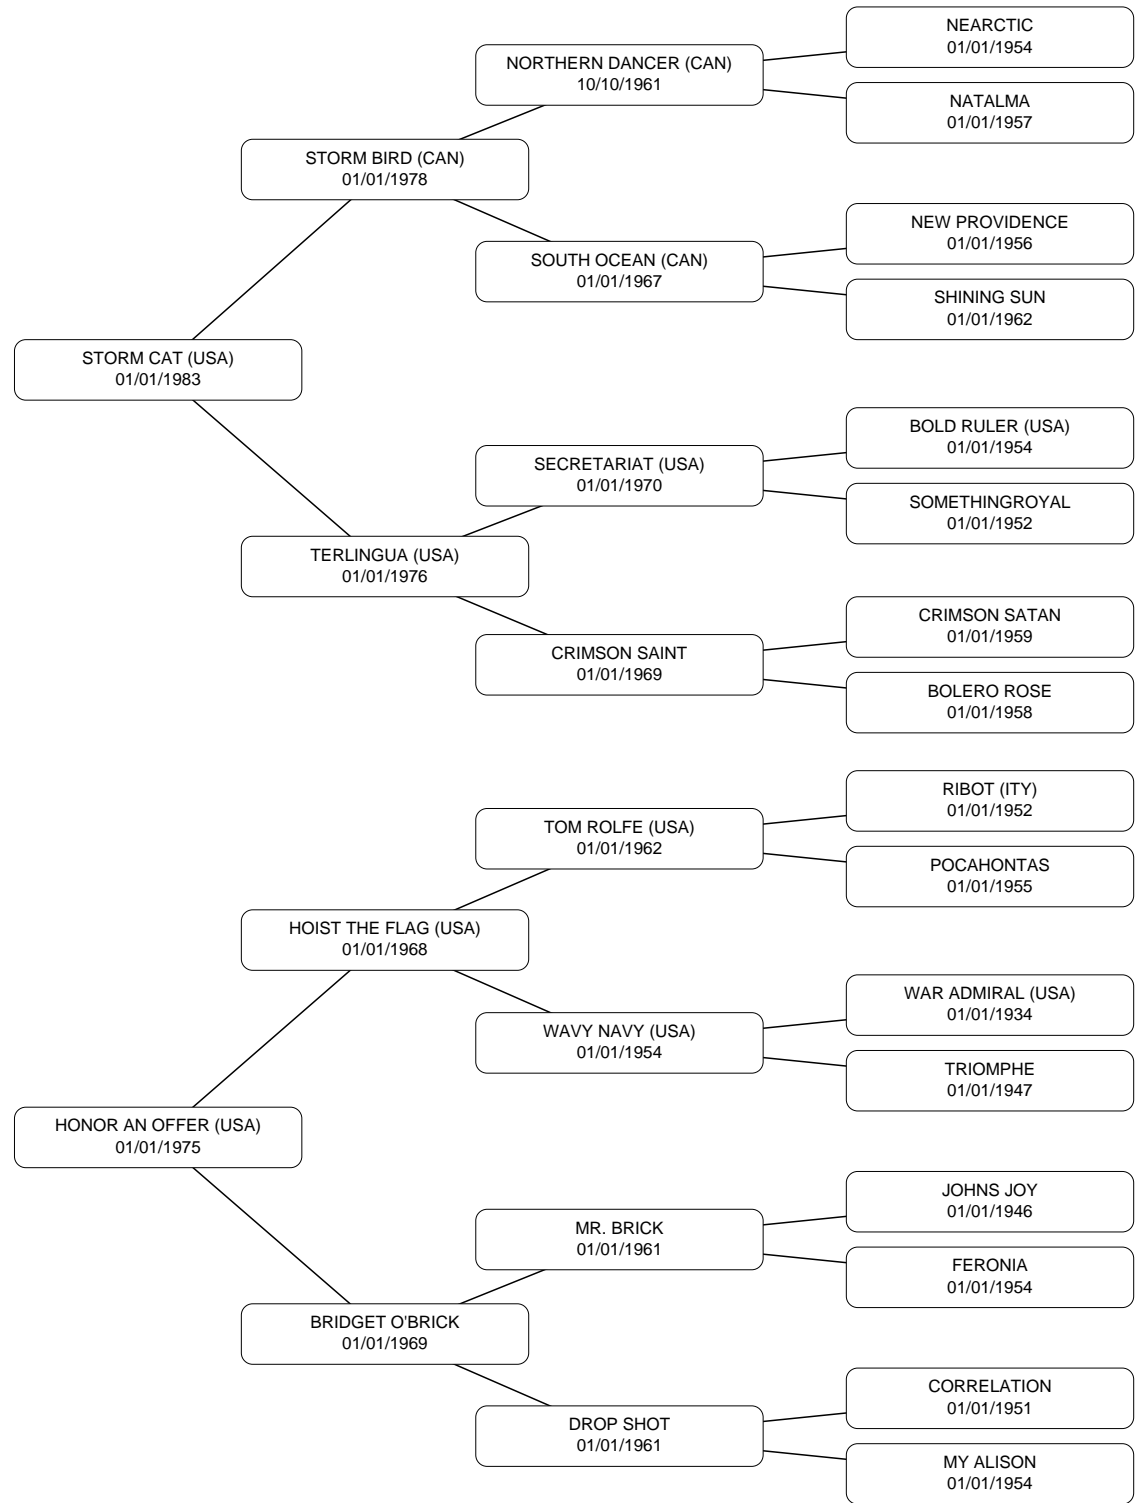 NEARCTIC
01/01/1954
NORTHERN DANCER (CAN)
10/10/1961
NATALMA
01/01/1957
STORM BIRD (CAN)
01/01/1978
NEW PROVIDENCE
01/01/1956
SOUTH OCEAN (CAN)
01/01/1967
SHINING SUN
01/01/1962
STORM CAT (USA)
01/01/1983
BOLD RULER (USA)
01/01/1954
SECRETARIAT (USA)
01/01/1970
SOMETHINGROYAL
01/01/1952
TERLINGUA (USA)
01/01/1976
CRIMSON SATAN
01/01/1959
CRIMSON SAINT
01/01/1969
BOLERO ROSE
01/01/1958
RIBOT (ITY)
01/01/1952
TOM ROLFE (USA)
01/01/1962
POCAHONTAS
01/01/1955
HOIST THE FLAG (USA)
01/01/1968
WAR ADMIRAL (USA)
01/01/1934
WAVY NAVY (USA)
01/01/1954
TRIOMPHE
01/01/1947
HONOR AN OFFER (USA)
01/01/1975
JOHNS JOY
01/01/1946
MR. BRICK
01/01/1961
FERONIA
01/01/1954
BRIDGET O'BRICK
01/01/1969
CORRELATION
01/01/1951
DROP SHOT
01/01/1961
MY ALISON
01/01/1954